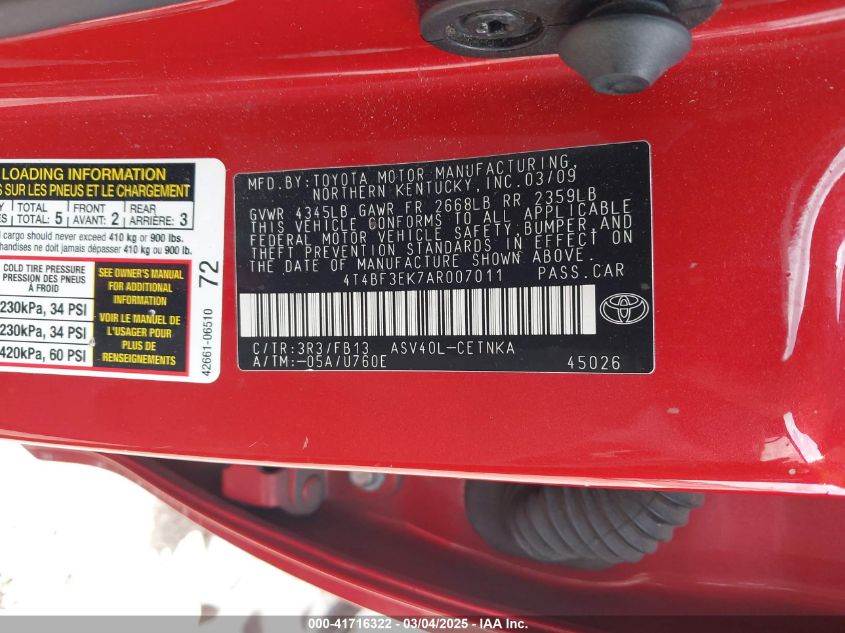 LOADING INFORMATION
SUR LES PNEUS ET LE CHARGEMENT
TOTAL FRONT REAR
TOTAL: 5 AVANT: 2 ARRIÈRE: 3
cargo should never exceed 410 kg or 900 lbs.
ne doit jamais dépasser 410 kg ou 900 lb.
COLD TIRE PRESSURE
PRESSION DES PNEUS
À FROID
230kPa, 34 PSI
230kPa, 34 PSI
420kPa, 60 PSI
SEE OWNER'S MANUAL
FOR ADDITIONAL
INFORMATION
VOIR LE MANUEL DE
L'USAGER POUR
PLUS DE
RENSEIGNEMENTS
72
42661-06510
MFD.BY:TOYOTA MOTOR MANUFACTURING,
NORTHERN KENTUCKY,INC.03/09
GVWR 4345LB GAWR FR 2668LB RR 2359LB
THIS VEHICLE CONFORMS TO ALL APPLICABLE
FEDERAL MOTOR VEHICLE SAFETY,BUMPER,AND
THEFT PREVENTION STANDARDS IN EFFECT ON
THE DATE OF MANUFACTURE SHOWN ABOVE.
4T4BF3EK7AR007011 PASS.CAR
C/TR:3R3/FB13 ASV40L-CETNKA
A/TM:-05A/U760E 45026
TOYOTA
© - 41716322 - 03/04/2025 - IAA Inc.